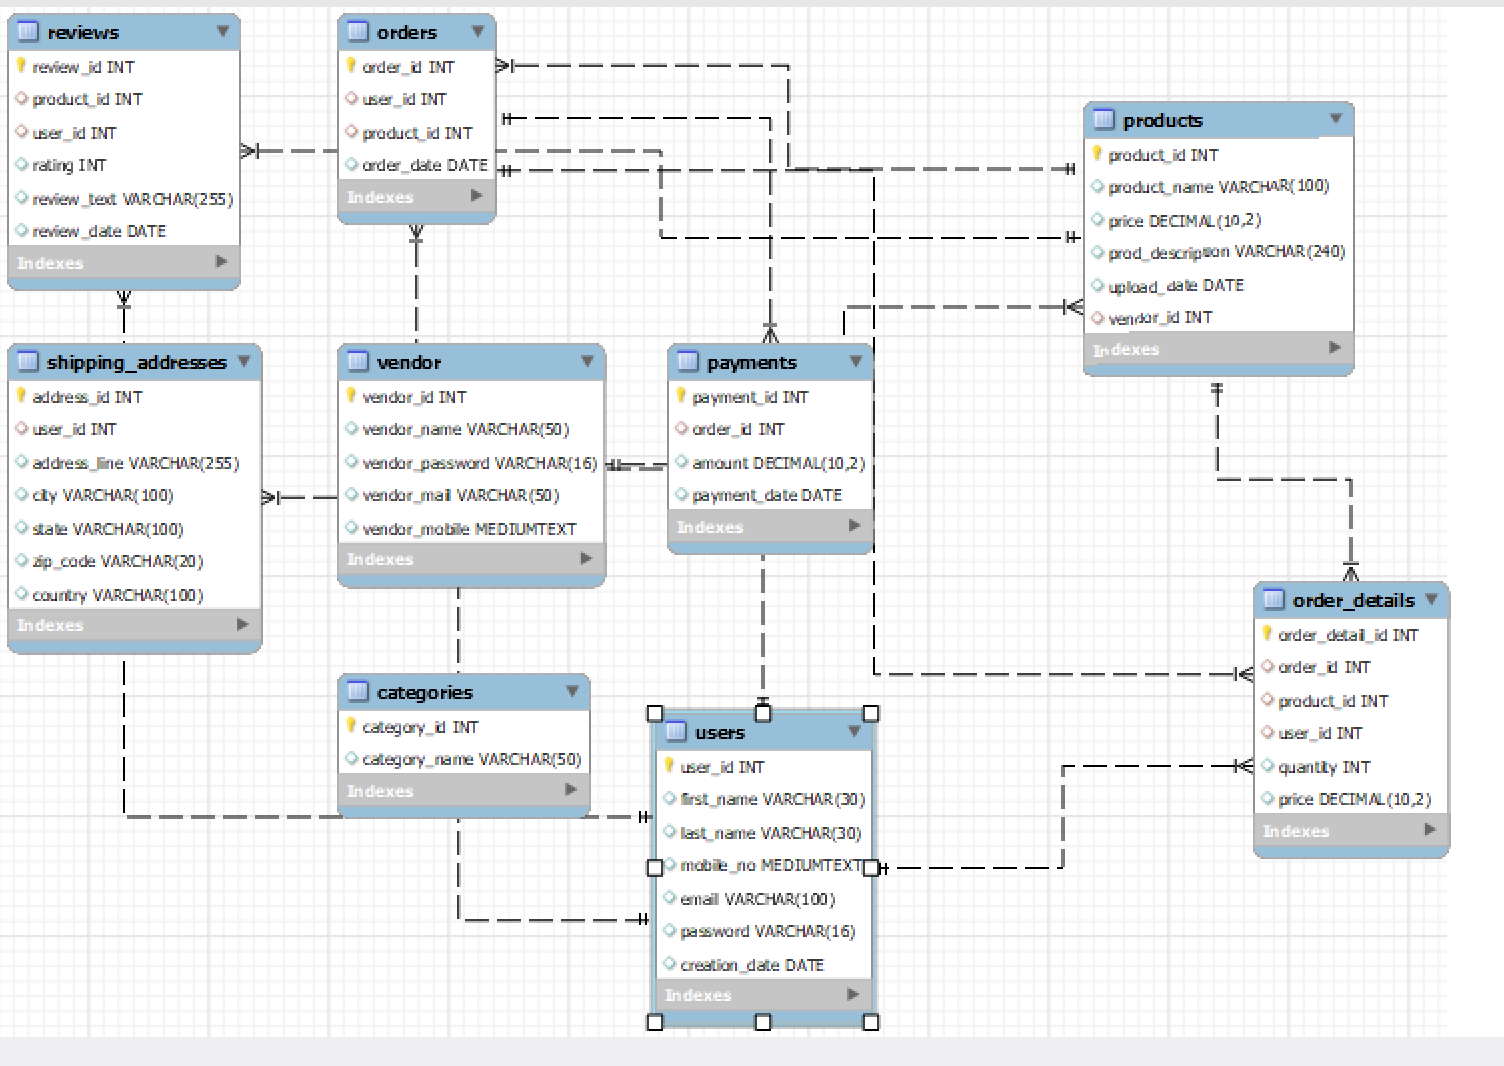 reviews
review_id INT
product_id INT
user_id INT
rating INT
review_text VARCHAR(255)
review_date DATE
Indexes
orders
order_id INT
user_id INT
product_id INT
order_date DATE
Indexes
products
product_id INT
product_name VARCHAR(100)
price DECIMAL(10,2)
prod_description VARCHAR(240)
upload_date DATE
vendor_id INT
Indexes
shipping_addresses
address_id INT
user_id INT
address_line VARCHAR(255)
city VARCHAR(100)
state VARCHAR(100)
zip_code VARCHAR(20)
country VARCHAR(100)
Indexes
vendor
vendor_id INT
vendor_name VARCHAR(50)
vendor_password VARCHAR(16)
vendor_mail VARCHAR(50)
vendor_mobile MEDIUMTEXT
Indexes
payments
payment_id INT
order_id INT
amount DECIMAL(10,2)
payment_date DATE
Indexes
categories
category_id INT
category_name VARCHAR(50)
Indexes
users
user_id INT
first_name VARCHAR(30)
last_name VARCHAR(30)
mobile_no MEDIUMTEXT
email VARCHAR(100)
password VARCHAR(16)
creation_date DATE
Indexes
order_details
order_detail_id INT
order_id INT
product_id INT
user_id INT
quantity INT
price DECIMAL(10,2)
Indexes